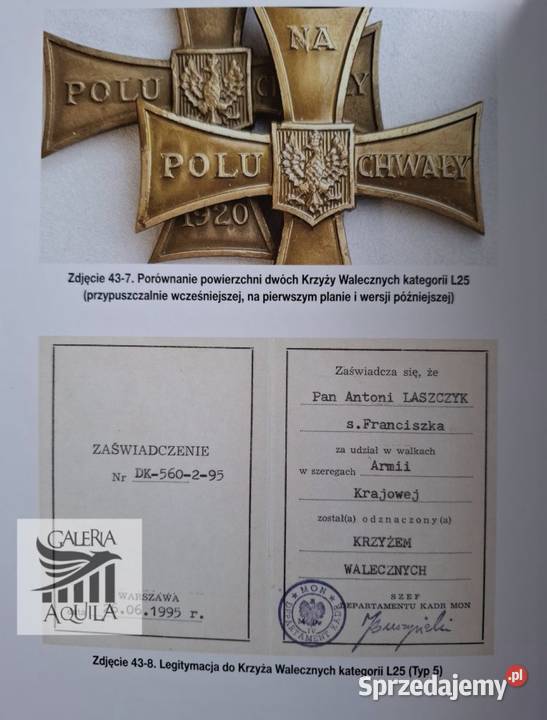 NA
POLU
POLU CHWAŁY
1920
Zdjęcie 43-7. Porównanie powierzchni dwóch Krzyży Walecznych kategorii L25
(przypuszczalnie wcześniejszej, na pierwszym planie i wersji późniejszej)
ZAŚWIADCZENIE
Nr DK-560-2-95
WARSZAWA
.06.1995 r.
Zaświadcza się, że
Pan Antoni LASZCZYK
s.Franciszka
za udział w walkach
w szeregach Armii
Krajowej
został(a) odznaczony(a)
KRZYŻEM
WALECZNYCH
SZEF
DEPARTAMENTU KADR MON
MON
DEPARTAMENT KADR
GALERIA
AQUILA
Zdjęcie 43-8. Legitymacja do Krzyża Walecznych kategorii L25 (Typ 5)
Sprzedajemy.pl